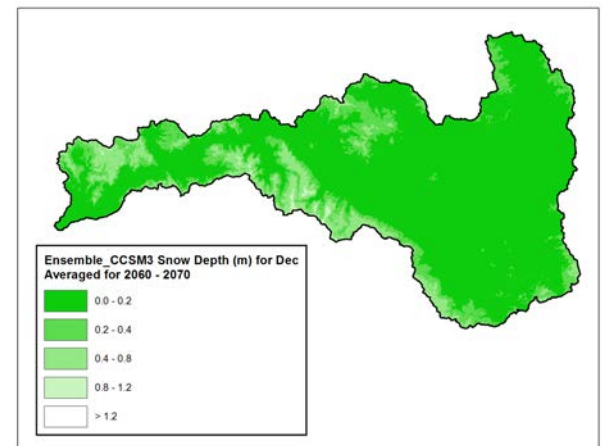 Ensemble_CCSM3 Snow Depth (m) for Dec
Averaged for 2060 - 2070
0.0 - 0.2
0.2 - 0.4
0.4 - 0.8
0.8 - 1.2
> 1.2